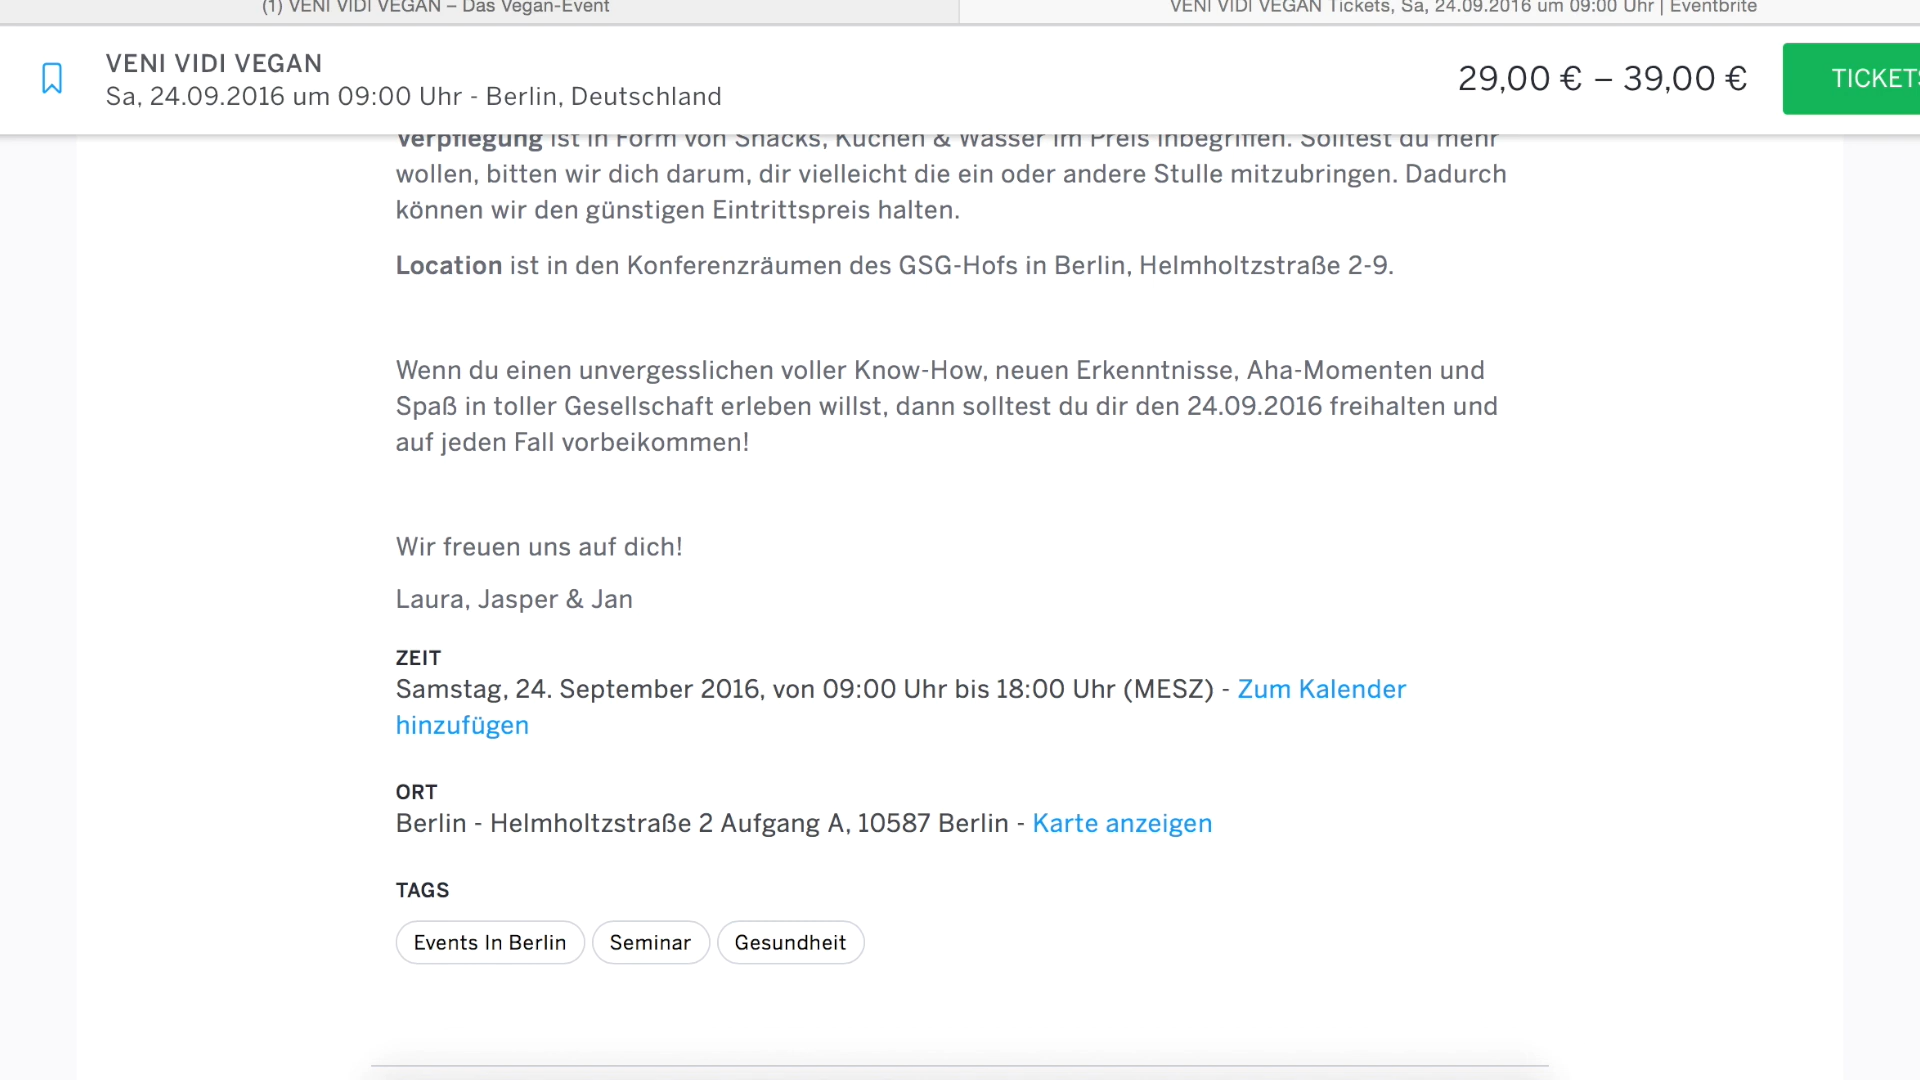 (1) VENI VIDI VEGAN – Das Vegan-Event
VENI VIDI VEGAN Tickets, Sa, 24.09.2016 um 09:00 Uhr | Eventbrite
VENI VIDI VEGAN
Sa, 24.09.2016 um 09:00 Uhr - Berlin, Deutschland
29,00 € – 39,00 €
TICKETS
Verpflegung ist in Form von Snacks, Kuchen & Wasser im Preis inbegriffen. Solltest du mehr
wollen, bitten wir dich darum, dir vielleicht die ein oder andere Stulle mitzubringen. Dadurch
können wir den günstigen Eintrittspreis halten.
Location ist in den Konferenzräumen des GSG-Hofs in Berlin, Helmholtzstraße 2-9.
Wenn du einen unvergesslichen voller Know-How, neuen Erkenntnisse, Aha-Momenten und
Spaß in toller Gesellschaft erleben willst, dann solltest du dir den 24.09.2016 freihalten und
auf jeden Fall vorbeikommen!
Wir freuen uns auf dich!
Laura, Jasper & Jan
ZEIT
Samstag, 24. September 2016, von 09:00 Uhr bis 18:00 Uhr (MESZ) - Zum Kalender
hinzufügen
ORT
Berlin - Helmholtzstraße 2 Aufgang A, 10587 Berlin - Karte anzeigen
TAGS
Events In Berlin
Seminar
Gesundheit